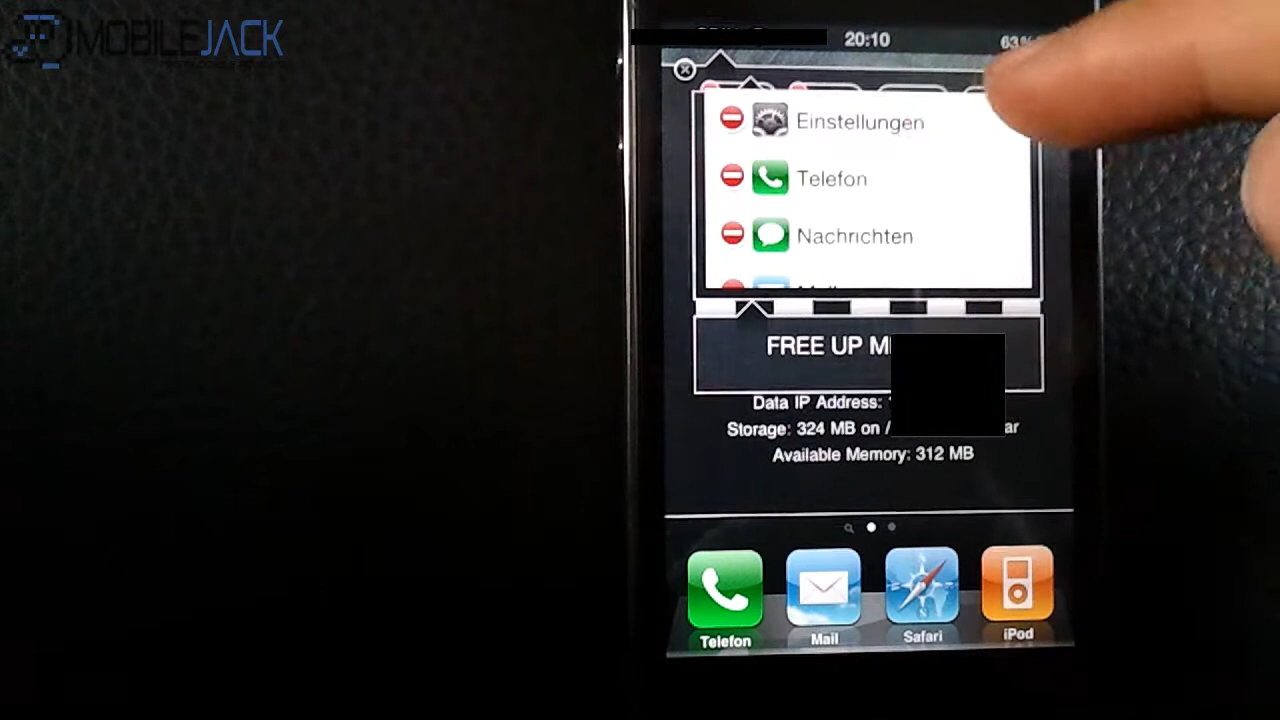 MOBILEJACK
20:10
63%
Einstellungen
Telefon
Nachrichten
FREE UP
Data IP Address:
Storage: 324 MB on /
Available Memory: 312 MB
Telefon
Mail
Safari
iPod